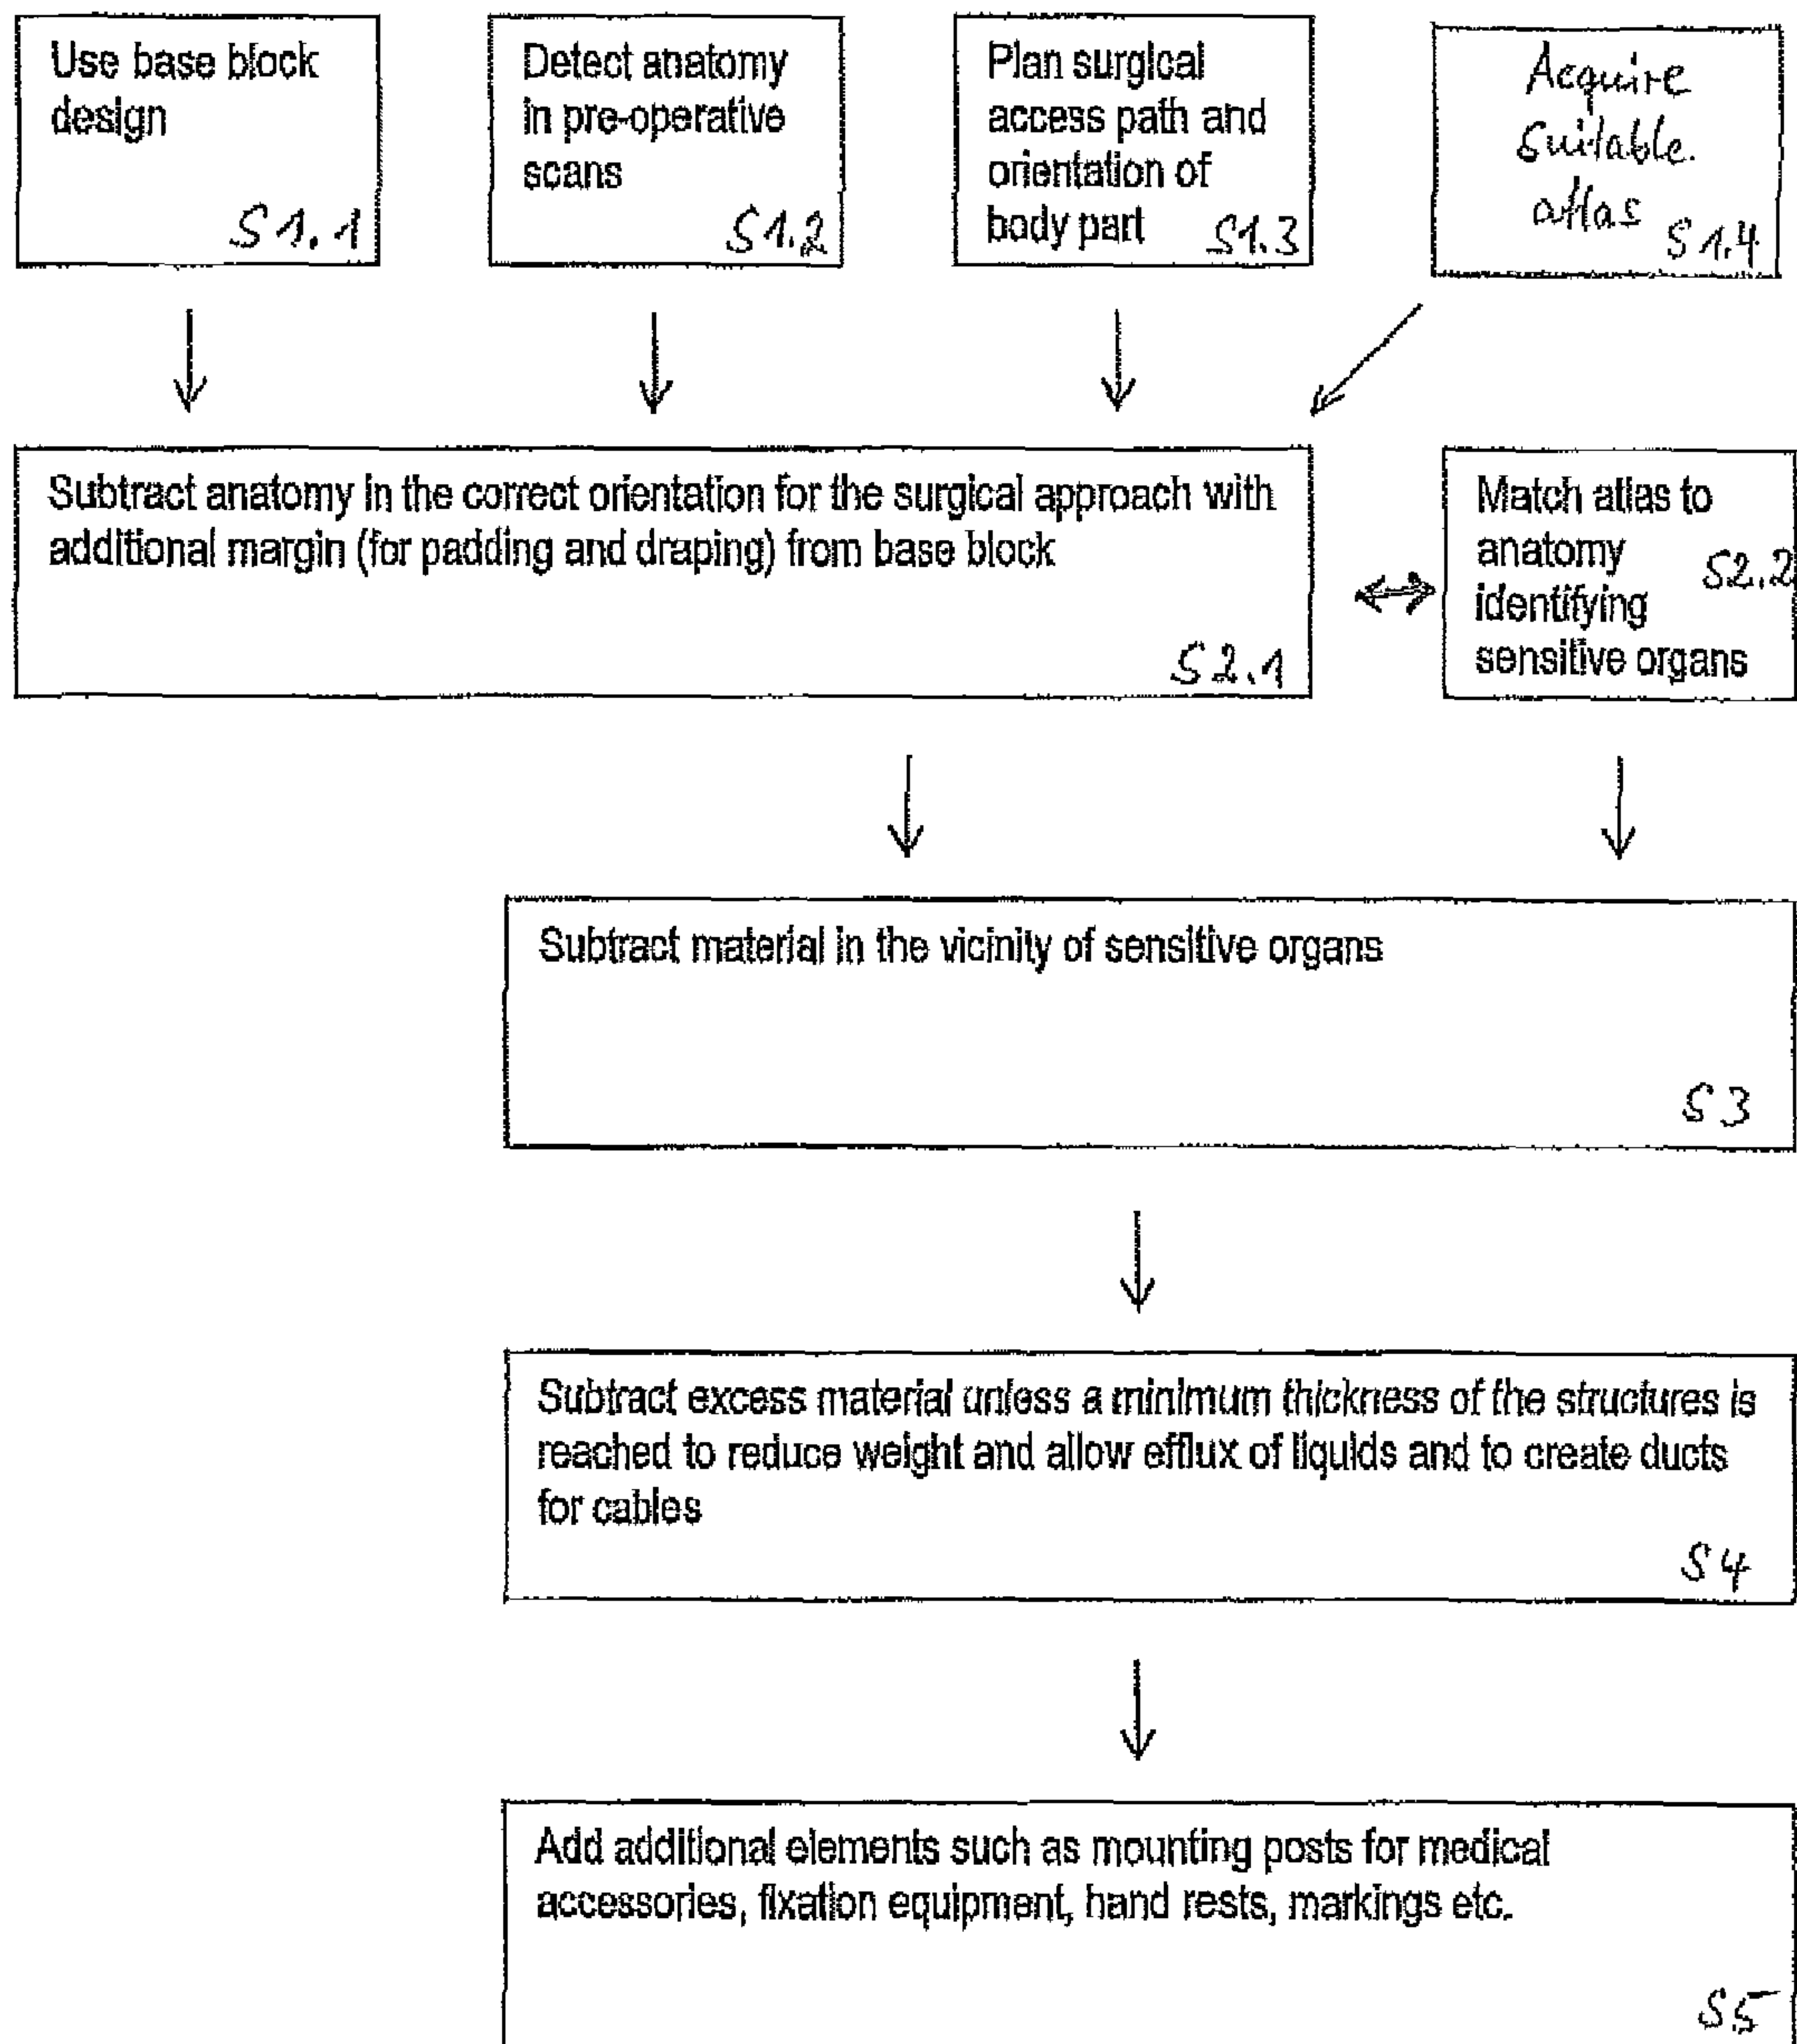 Use base block
design
S1.1
Detect anatomy
in pre-operative
scans
S1.2
Plan surgical
access path and
orientation of
body part S1.3
Acquire
suitable
atlas S1.4
Subtract anatomy in the correct orientation for the surgical approach with
additional margin (for padding and draping) from base block
S2.1
Match atlas to
anatomy S2.2
identifying
sensitive organs
Subtract material in the vicinity of sensitive organs
S3
Subtract excess material unless a minimum thickness of the structures is
reached to reduce weight and allow efflux of liquids and to create ducts
for cables
S4
Add additional elements such as mounting posts for medical
accessories, fixation equipment, hand rests, markings etc.
S5